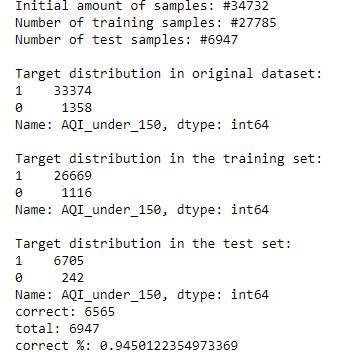 Initial amount of samples: #34732
Number of training samples: #27785
Number of test samples: #6947

Target distribution in original dataset:
1    33374
0     1358
Name: AQI_under_150, dtype: int64

Target distribution in the training set:
1    26669
0     1116
Name: AQI_under_150, dtype: int64

Target distribution in the test set:
1    6705
0     242
Name: AQI_under_150, dtype: int64
correct: 6565
total: 6947
correct %: 0.9450122354973369